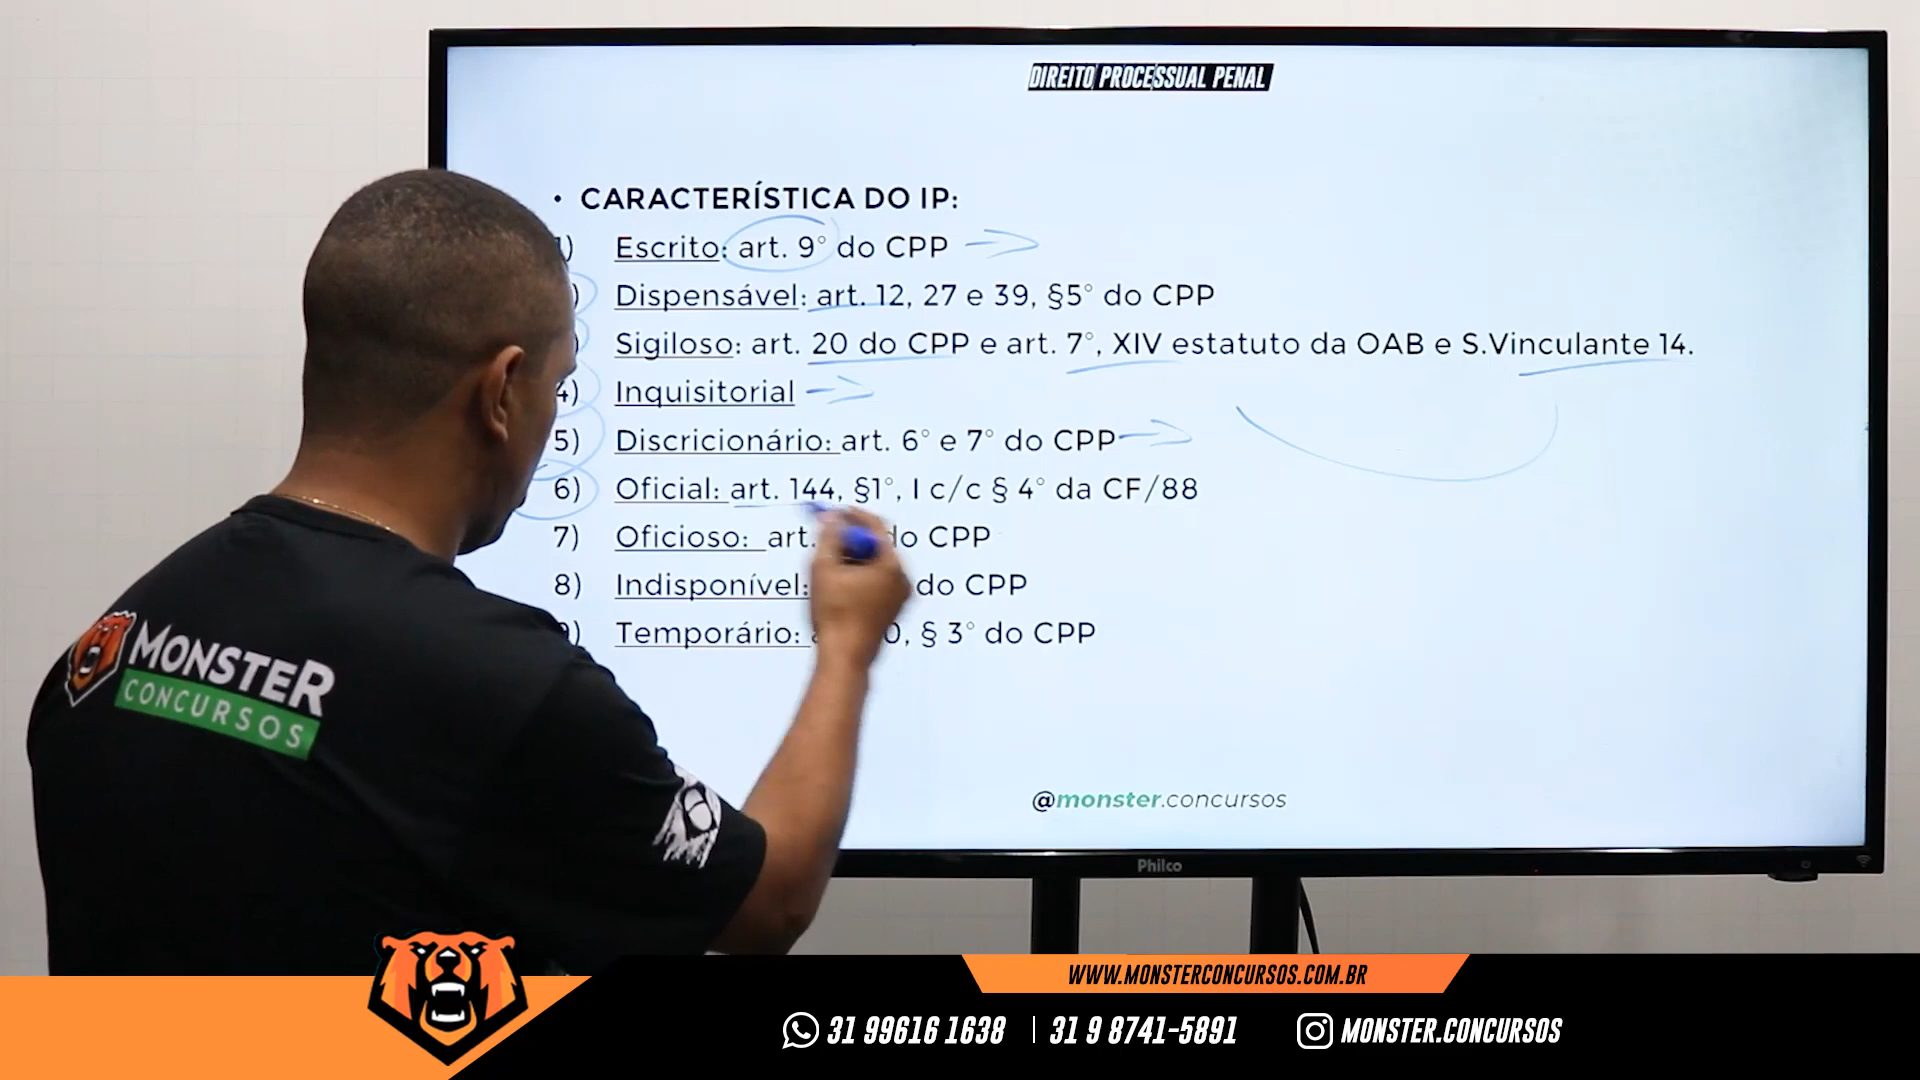 DIREITO PROCESSUAL PENAL
• CARACTERÍSTICA DO IP:
) Escrito: art. 9° do CPP
) Dispensável: art. 12, 27 e 39, §5° do CPP
) Sigiloso: art. 20 do CPP e art. 7°, XIV estatuto da OAB e S.Vinculante 14.
4) Inquisitorial
5) Discricionário: art. 6° e 7° do CPP
6) Oficial: art. 144, §1°, I c/c § 4° da CF/88
7) Oficioso: art. do CPP
8) Indisponível: do CPP
) Temporário: 0, § 3° do CPP
MONSTER
CONCURSOS
@monster.concursos
Philco
WWW.MONSTERCONCURSOS.COM.BR
31 99616 1638 | 31 9 8741-5891 MONSTER.CONCURSOS